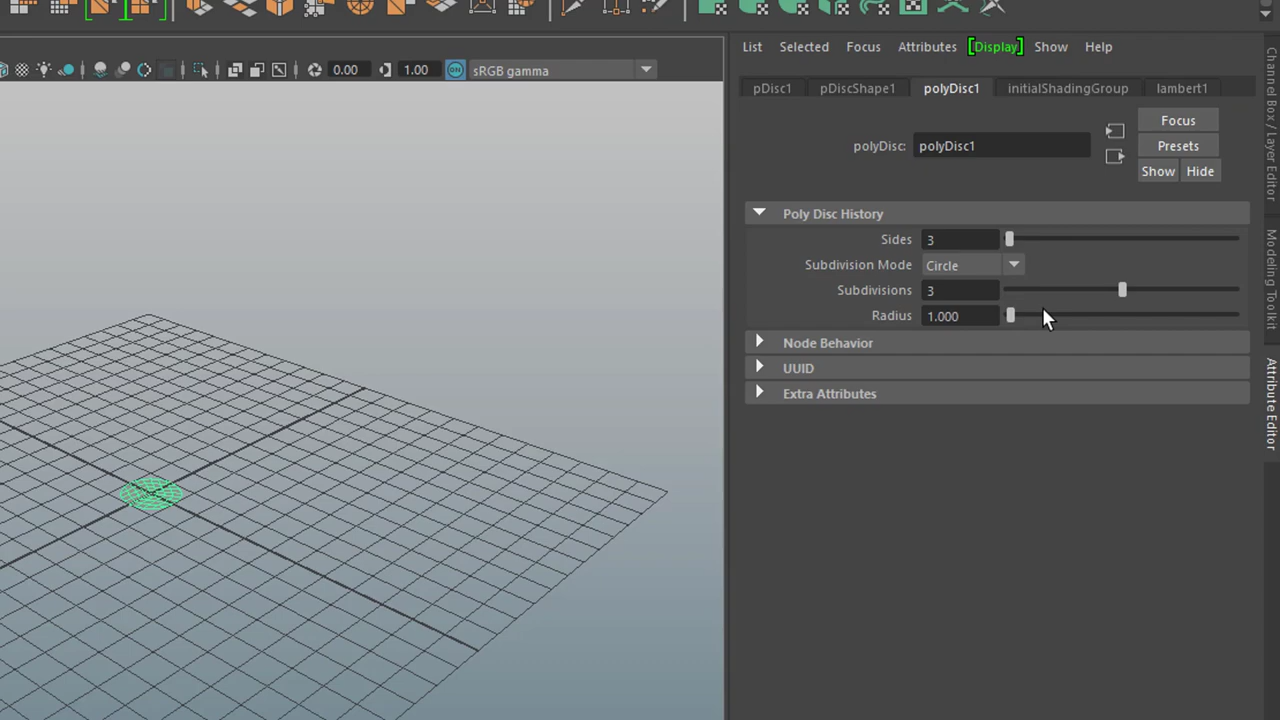 List Selected Focus Attributes [Display] Show Help
0.00 1.00 ON sRGB gamma
pDisc1 pDiscShape1 polyDisc1 initialShadingGroup lambert1
Focus
polyDisc: polyDisc1 Presets
Show Hide
Poly Disc History
Sides 3
Subdivision Mode Circle
Subdivisions 3
Radius 1.000
Node Behavior
UUID
Extra Attributes
Channel Box / Layer Editor
Modeling Toolkit
Attribute Editor